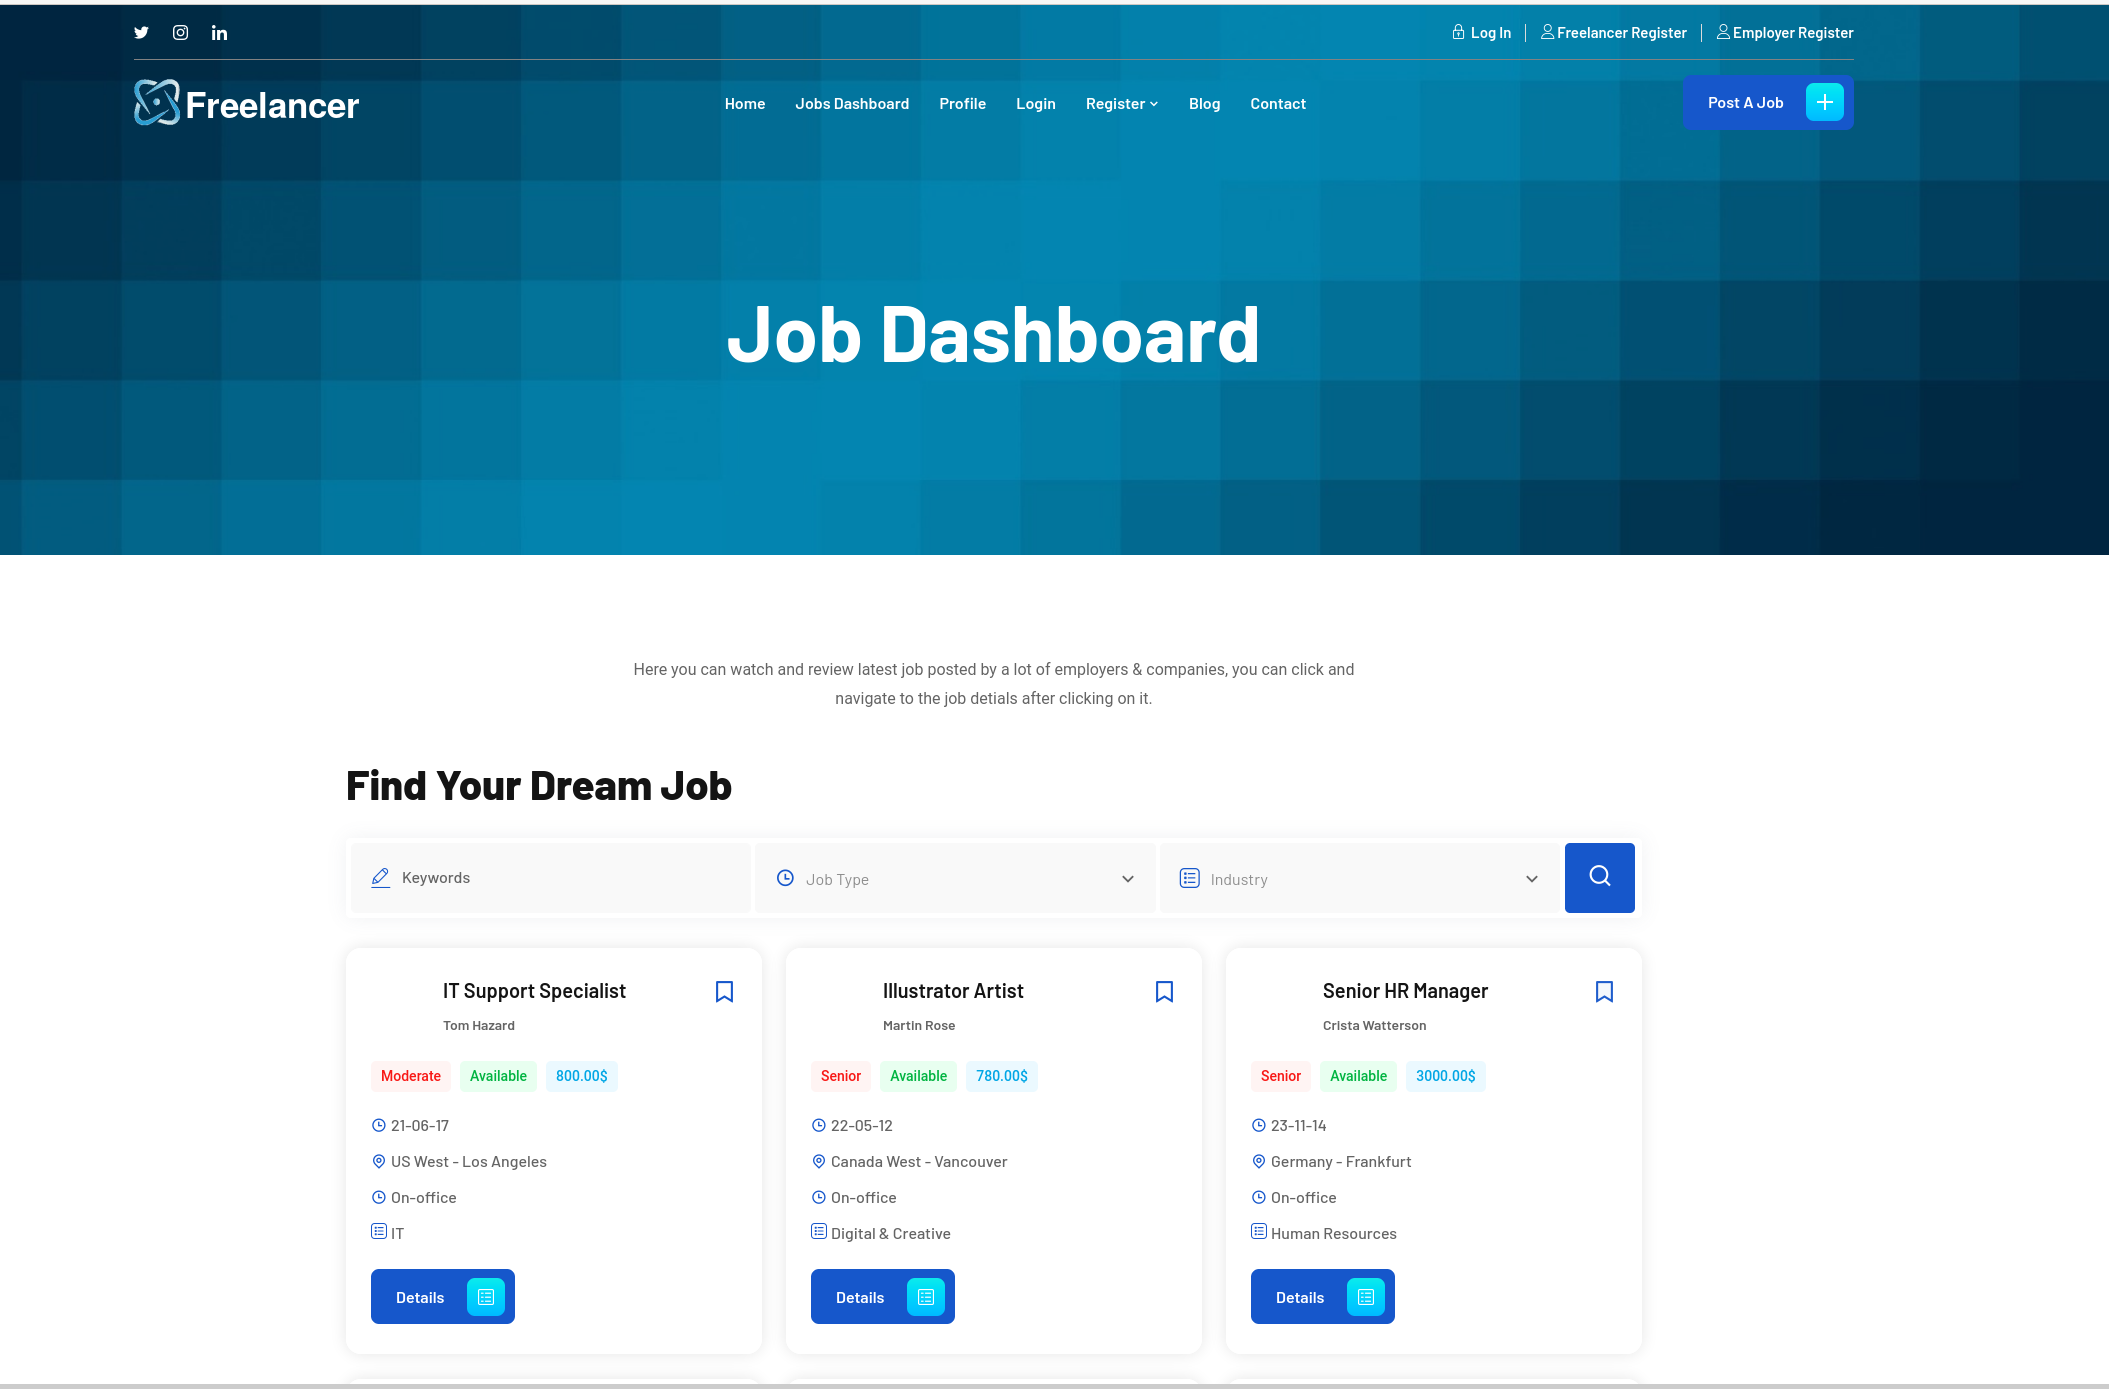 Log In
Freelancer Register
Employer Register
Freelancer
Home
Jobs Dashboard
Profile
Login
Register
Blog
Contact
Post A Job
Job Dashboard
Here you can watch and review latest job posted by a lot of employers & companies, you can click and
navigate to the job detials after clicking on it.
Find Your Dream Job
Keywords
Job Type
Industry
IT Support Specialist
Tom Hazard
Moderate
Available
800.00$
21-06-17
US West - Los Angeles
On-office
IT
Details
Illustrator Artist
Martin Rose
Senior
Available
780.00$
22-05-12
Canada West - Vancouver
On-office
Digital & Creative
Details
Senior HR Manager
Crista Watterson
Senior
Available
3000.00$
23-11-14
Germany - Frankfurt
On-office
Human Resources
Details